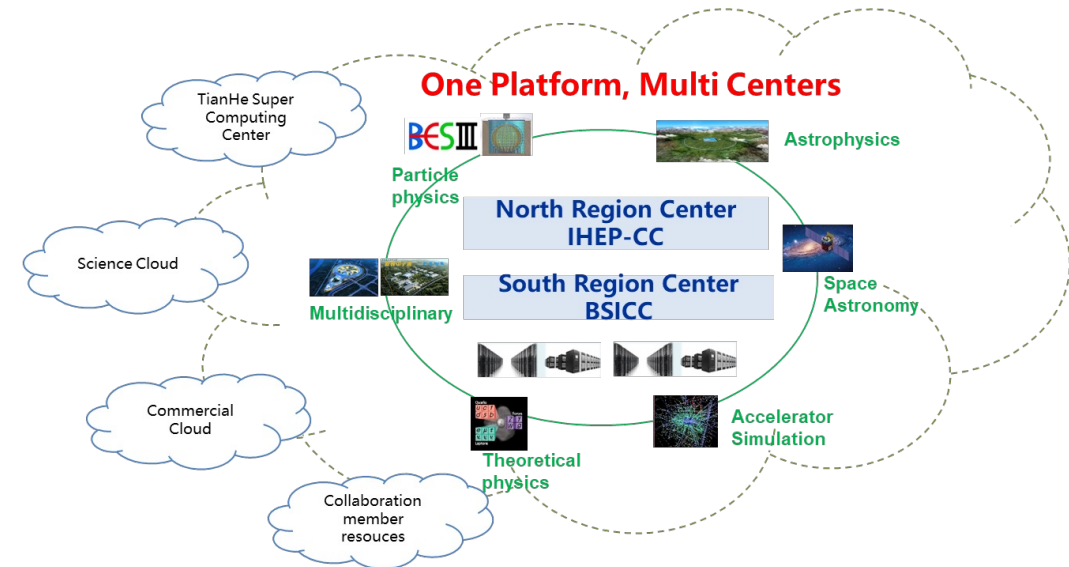 One Platform, Multi Centers
TianHe Super
Computing
Center
BESIII
Particle
physics
Astrophysics
North Region Center
IHEP-CC
Science Cloud
South Region Center
BSICC
Multidisciplinary
Space
Astronomy
Commercial
Cloud
Accelerator
Simulation
Theoretical
physics
Collaboration
member
resouces